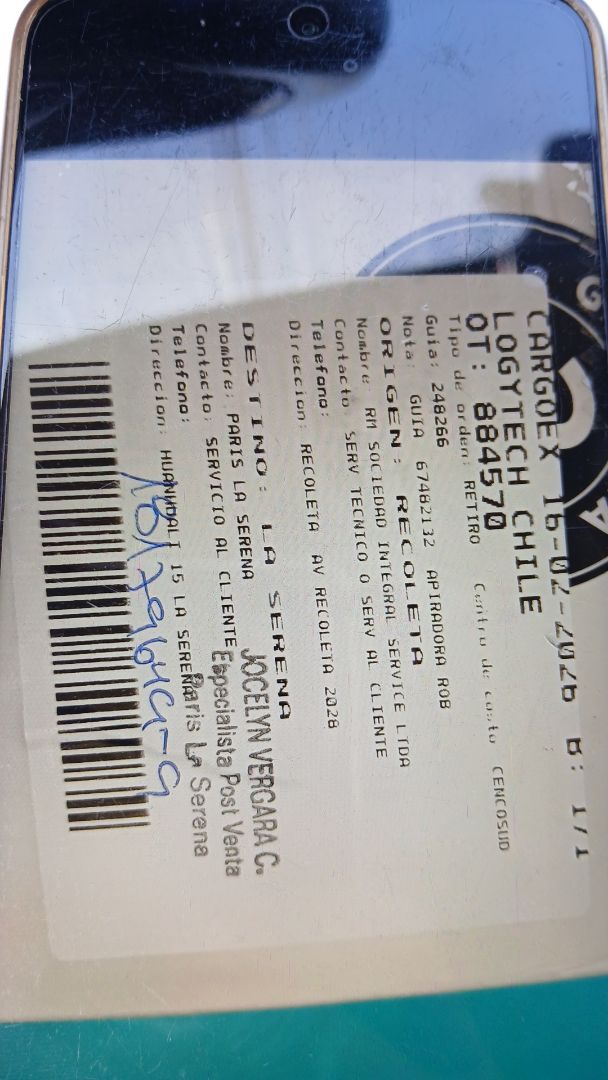 CARGOEX 16-02-2026 B: 1/1
LOGYTECH CHILE
OT: 884570
Tipo de orden: RETIRO Centro de costo CENCOSUD
Guia: 248266
Nota: GUIA 67482132 APIRADORA ROB
ORIGEN: RECOLETA
Nombre: RM SOCIEDAD INTEGRAL SERVICE LTDA
Contacto: SERV TECNICO O SERV AL CLIENTE
Telefono:
Direccion: RECOLETA AV RECOLETA 2028
DESTINO: LA SERENA
Nombre: PARIS LA SERENA
Contacto: SERVICIO AL CLIENTE
Telefono:
Direccion: HUANHUALI 15 LA SERENA
JOCELYN VERGARA C.
Especialista Post Venta
Paris La Serena